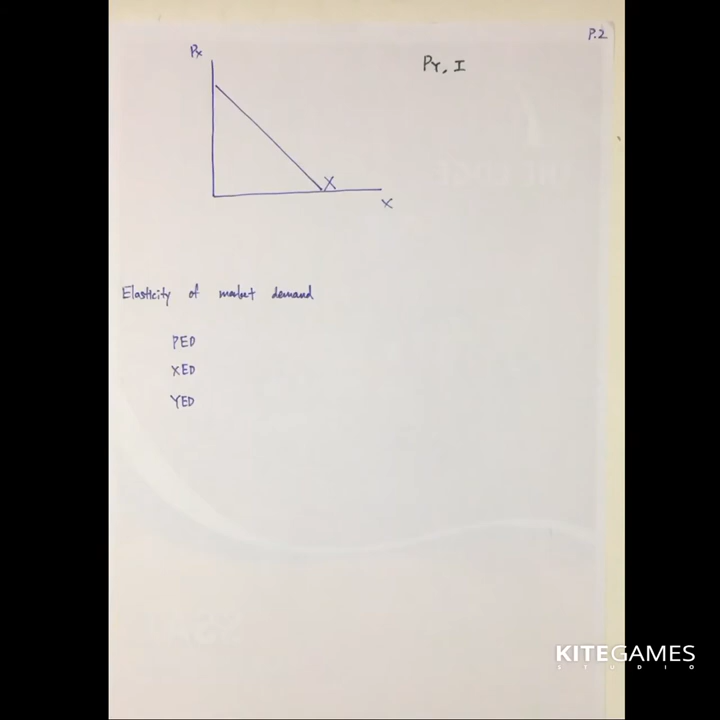 P.2
Px
PY, I
X
X
Elasticity of market demand
PED
XED
YED
KITEGAMES
STUDIO